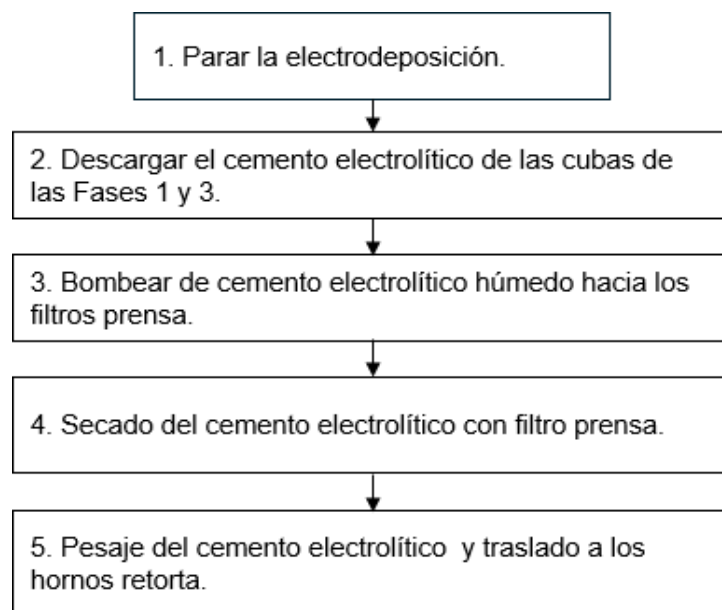 1. Parar la electrodeposición.
2. Descargar el cemento electrolítico de las cubas de
las Fases 1 y 3.
3. Bombear de cemento electrolítico húmedo hacia los
filtros prensa.
4. Secado del cemento electrolítico con filtro prensa.
5. Pesaje del cemento electrolítico  y traslado a los
hornos retorta.